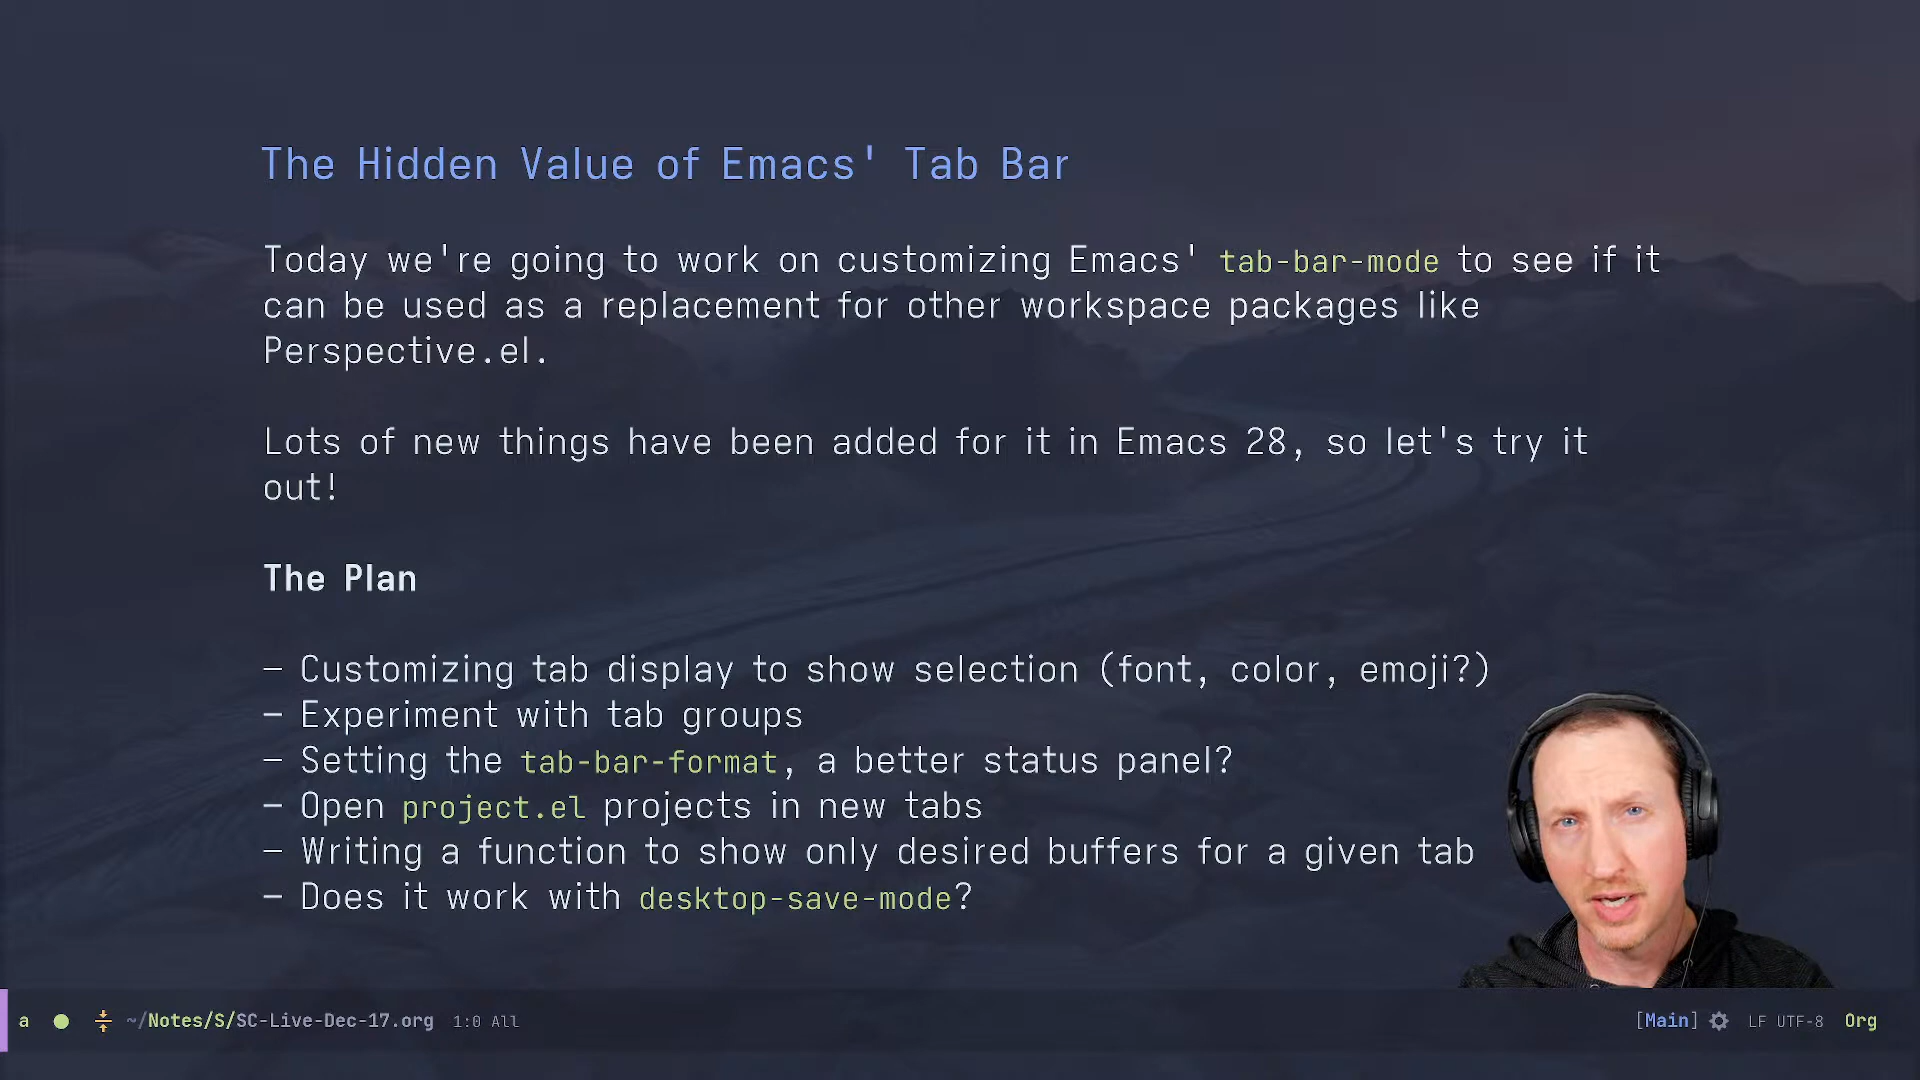 The Hidden Value of Emacs' Tab Bar
Today we're going to work on customizing Emacs' tab-bar-mode to see if it
can be used as a replacement for other workspace packages like
Perspective.el.
Lots of new things have been added for it in Emacs 28, so let's try it
out!
The Plan
– Customizing tab display to show selection (font, color, emoji?)
– Experiment with tab groups
– Setting the tab-bar-format, a better status panel?
– Open project.el projects in new tabs
– Writing a function to show only desired buffers for a given tab
– Does it work with desktop-save-mode?
a ~/Notes/S/SC-Live-Dec-17.org 1:0 All [Main] LF UTF-8 Org